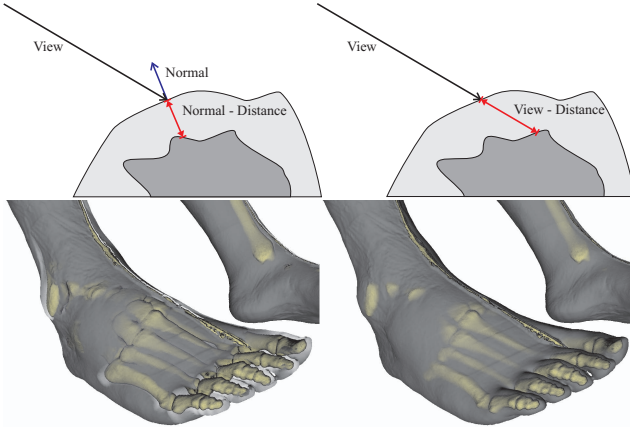 View
Normal
Normal - Distance
View
View - Distance